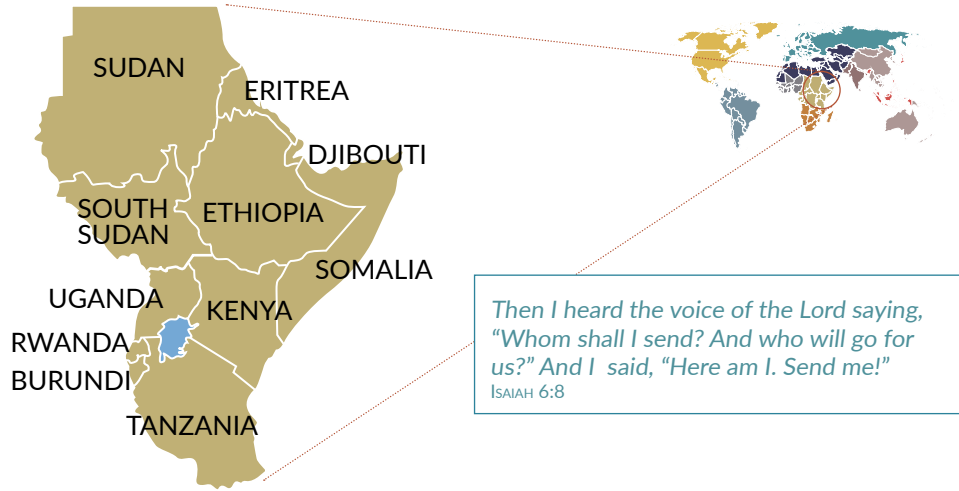 SUDAN
ERITREA
DJIBOUTI
SOUTH
SUDAN
ETHIOPIA
SOMALIA
UGANDA
KENYA
RWANDA
BURUNDI
TANZANIA
Then I heard the voice of the Lord saying,
“Whom shall I send? And who will go for
us?” And I  said, “Here am I. Send me!”
Isaiah 6:8